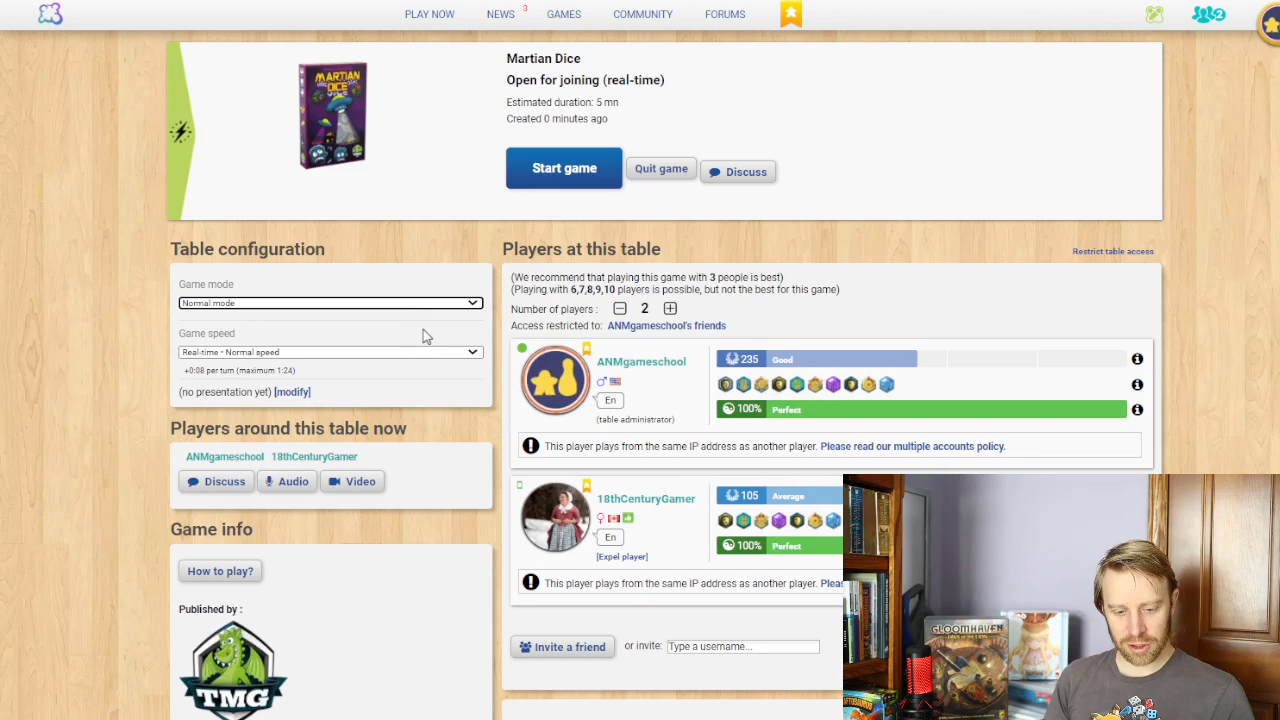 PLAY NOW NEWS 3 GAMES COMMUNITY FORUMS 2
Martian Dice
Open for joining (real-time)
Estimated duration: 5 mn
Created 0 minutes ago
MARTIAN
DICE
Start game Quit game Discuss
Table configuration
Game mode
Normal mode
Game speed
Real-time • Normal speed
+0:08 per turn (maximum 1:24)
(no presentation yet) [modify]
Players around this table now
ANMgameschool 18thCenturyGamer
Discuss Audio Video
Game info
How to play?
Published by :
TMG
Players at this table
Restrict table access
(We recommend that playing this game with 3 people is best)
(Playing with 6,7,8,9,10 players is possible, but not the best for this game)
Number of players : 2
Access restricted to: ANMgameschool's friends
ANMgameschool
En
(table administrator)
235 Good
100% Perfect
This player plays from the same IP address as another player. Please read our multiple accounts policy.
18thCenturyGamer
En
[Expel player]
105 Average
100% Perfect
This player plays from the same IP address as another player. Pleas
Invite a friend or invite: Type a username...
GLOOMHAVEN